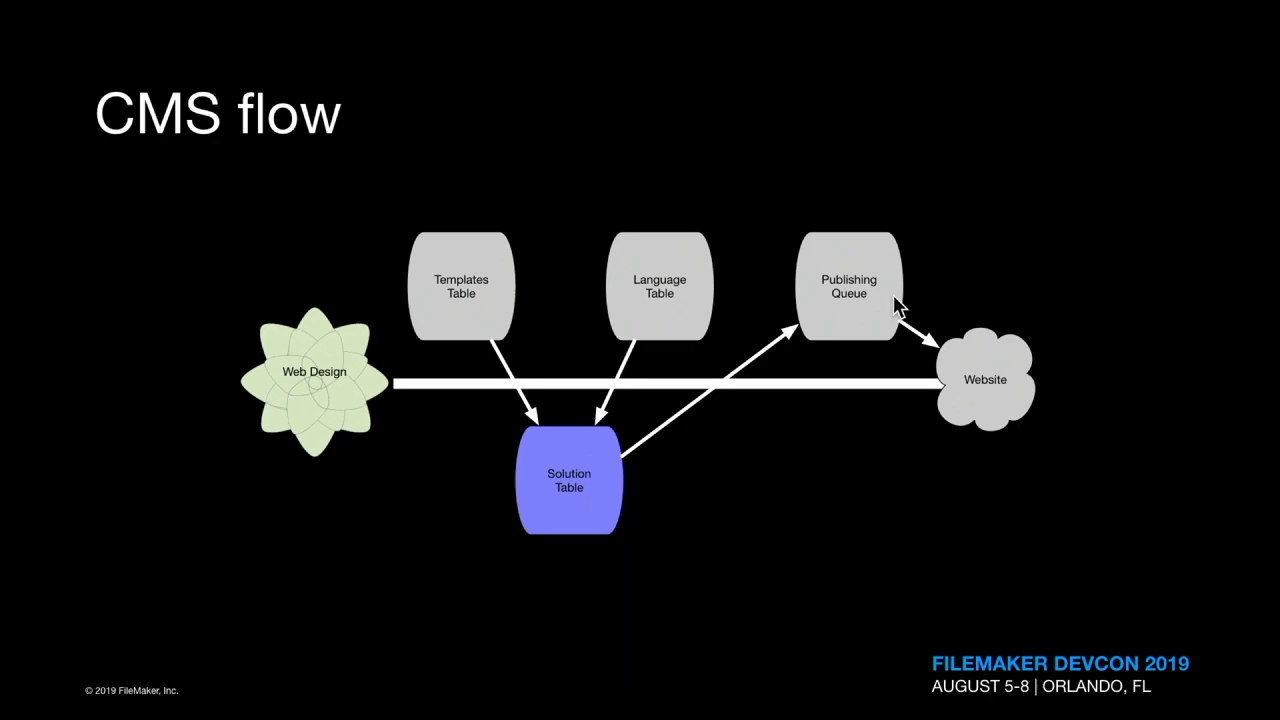 CMS flow
Templates
Table
Language
Table
Publishing
Queue
Web Design
Website
Solution
Table
FILEMAKER DEVCON 2019
AUGUST 5-8 | ORLANDO, FL
© 2019 FileMaker, Inc.